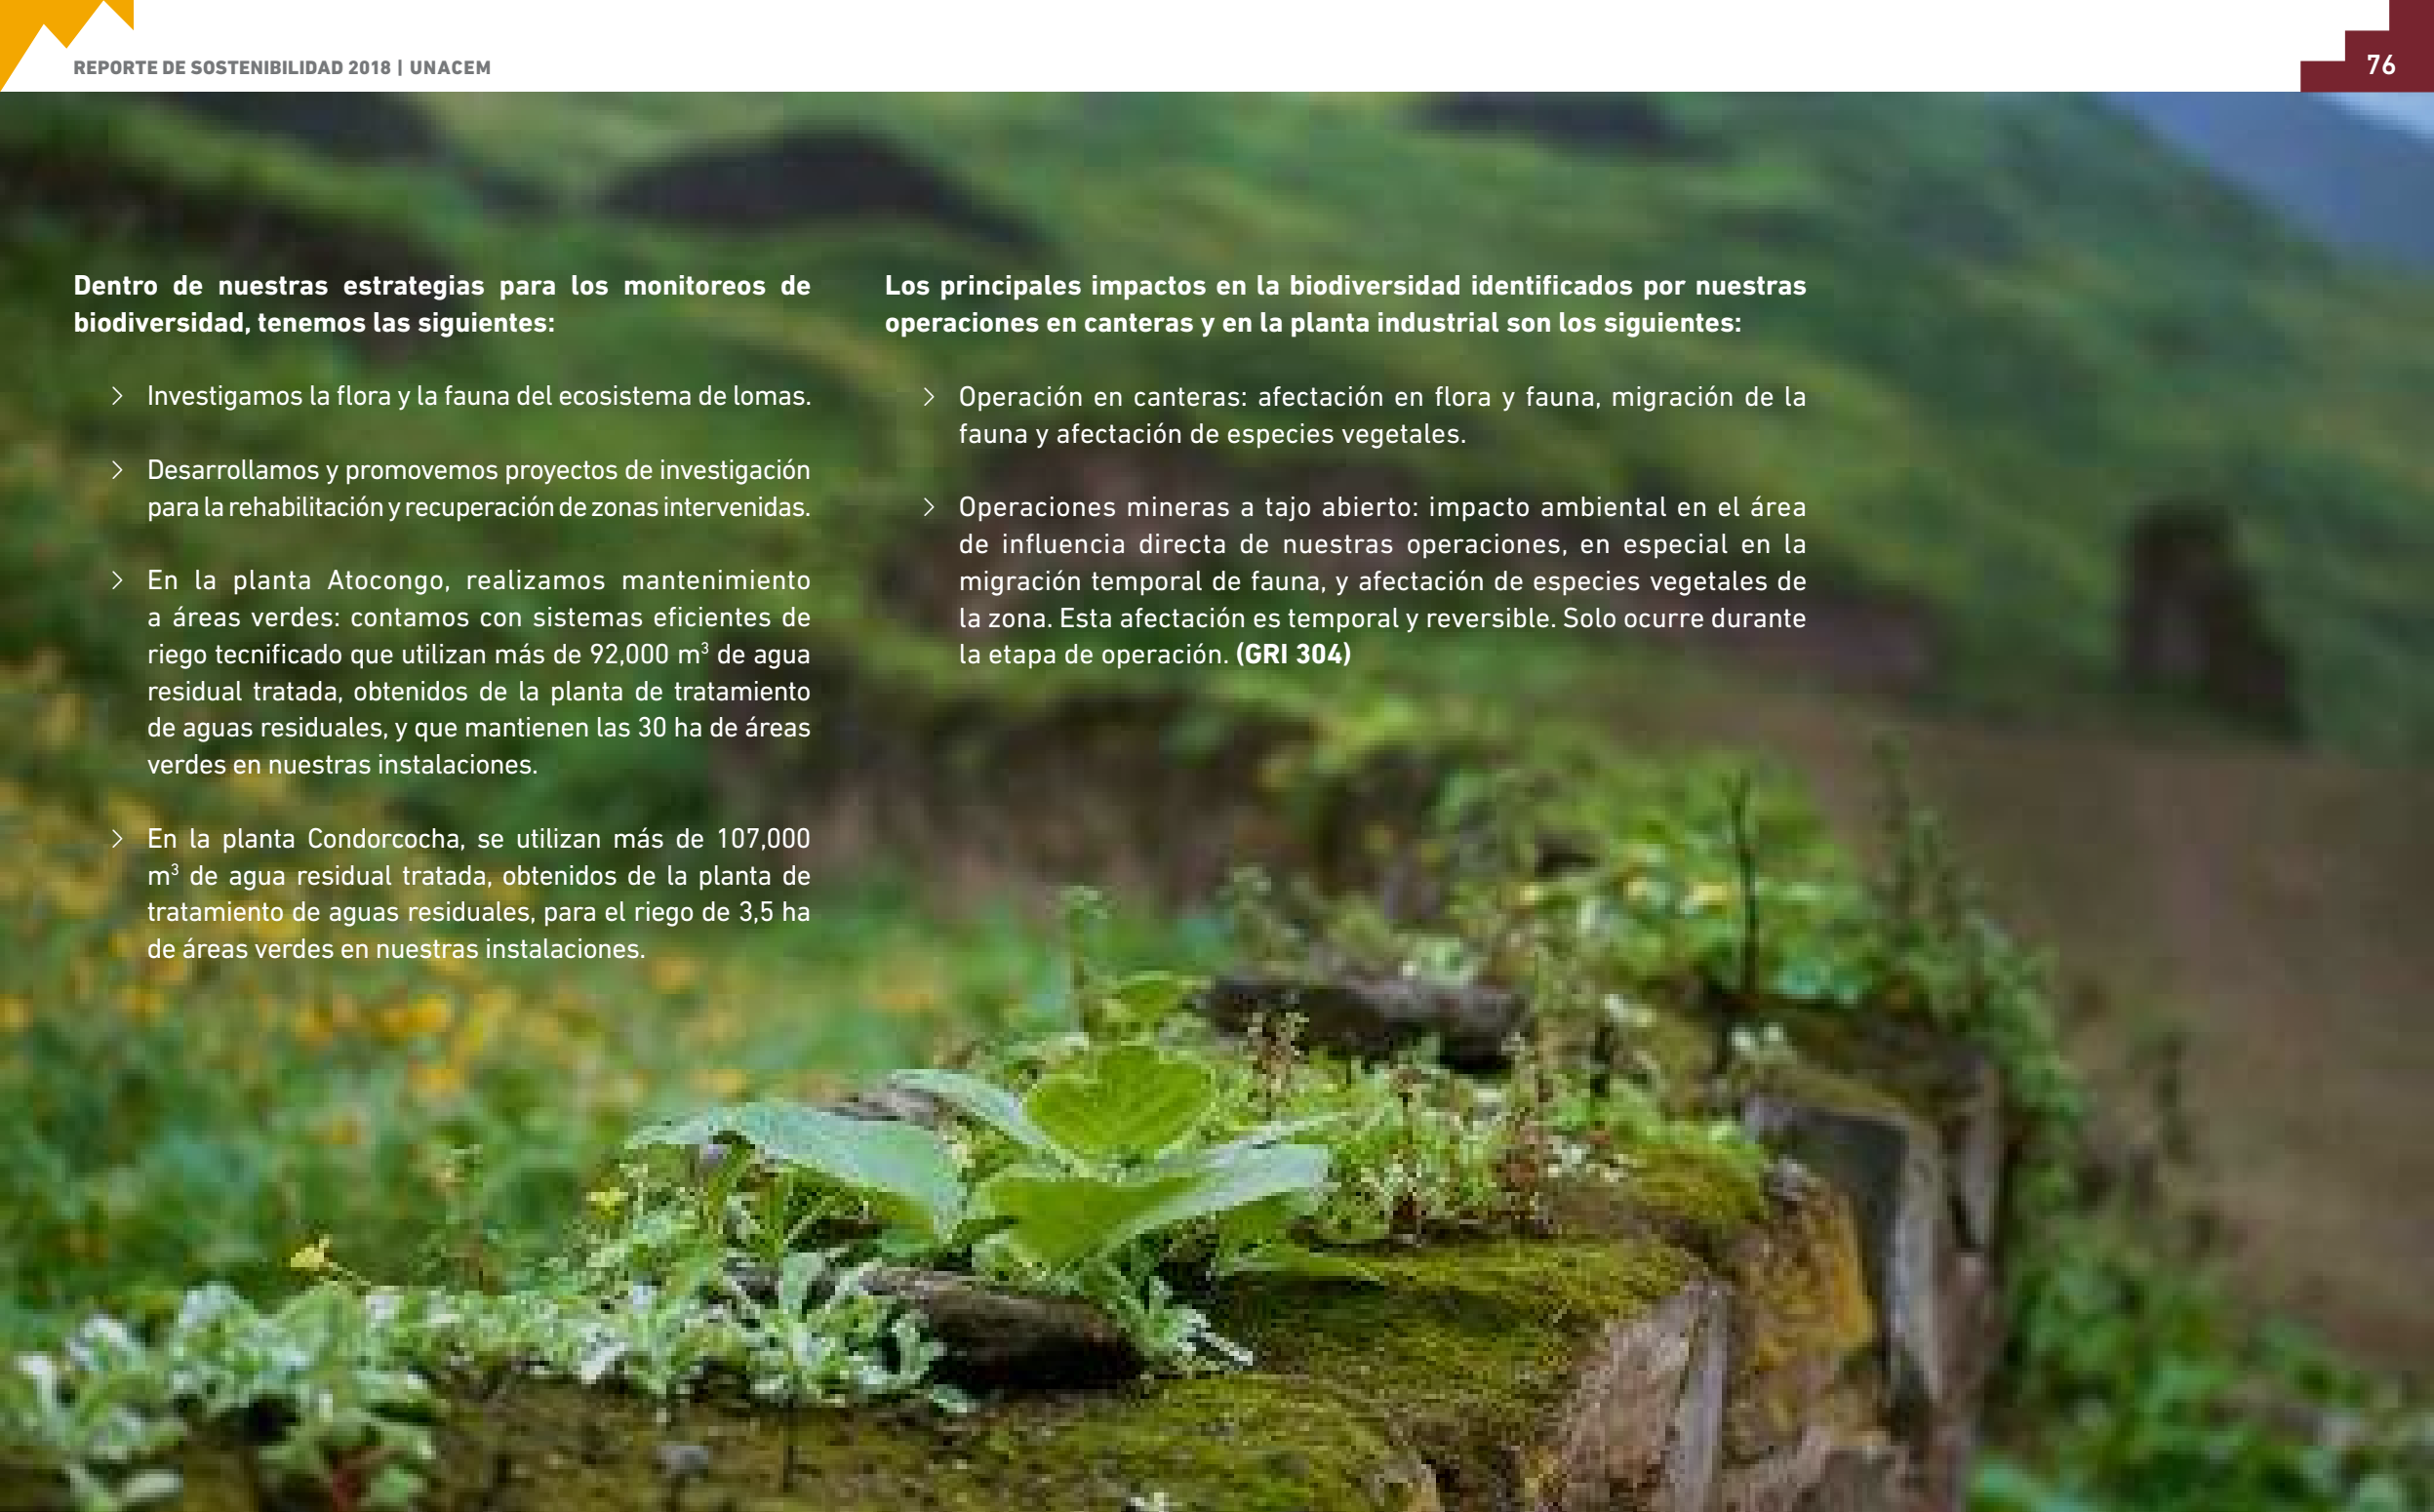 REPORTE DE SOSTENIBILIDAD 2018 | UNACEM
76
Dentro de nuestras estrategias para los monitoreos de
biodiversidad, tenemos las siguientes:
> Investigamos la flora y la fauna del ecosistema de lomas.
> Desarrollamos y promovemos proyectos de investigación
para la rehabilitación y recuperación de zonas intervenidas.
> En la planta Atocongo, realizamos mantenimiento
a áreas verdes: contamos con sistemas eficientes de
riego tecnificado que utilizan más de 92,000 m³ de agua
residual tratada, obtenidos de la planta de tratamiento
de aguas residuales, y que mantienen las 30 ha de áreas
verdes en nuestras instalaciones.
> En la planta Condorcocha, se utilizan más de 107,000
m³ de agua residual tratada, obtenidos de la planta de
tratamiento de aguas residuales, para el riego de 3,5 ha
de áreas verdes en nuestras instalaciones.
Los principales impactos en la biodiversidad identificados por nuestras
operaciones en canteras y en la planta industrial son los siguientes:
> Operación en canteras: afectación en flora y fauna, migración de la
fauna y afectación de especies vegetales.
> Operaciones mineras a tajo abierto: impacto ambiental en el área
de influencia directa de nuestras operaciones, en especial en la
migración temporal de fauna, y afectación de especies vegetales de
la zona. Esta afectación es temporal y reversible. Solo ocurre durante
la etapa de operación. (GRI 304)